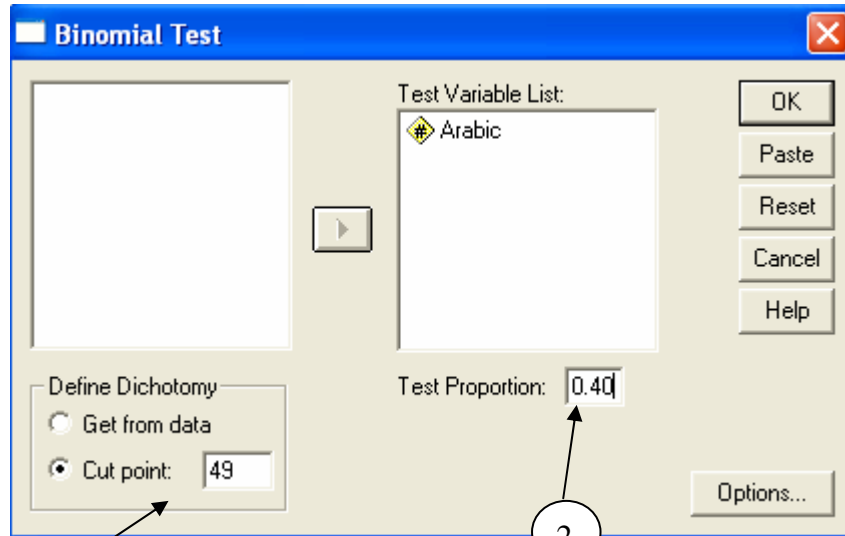 Binomial Test
Test Variable List:
Arabic
OK
Paste
Reset
Cancel
Help
Define Dichotomy
Get from data
Cut point: 49
Test Proportion: 0.40
Options...
2